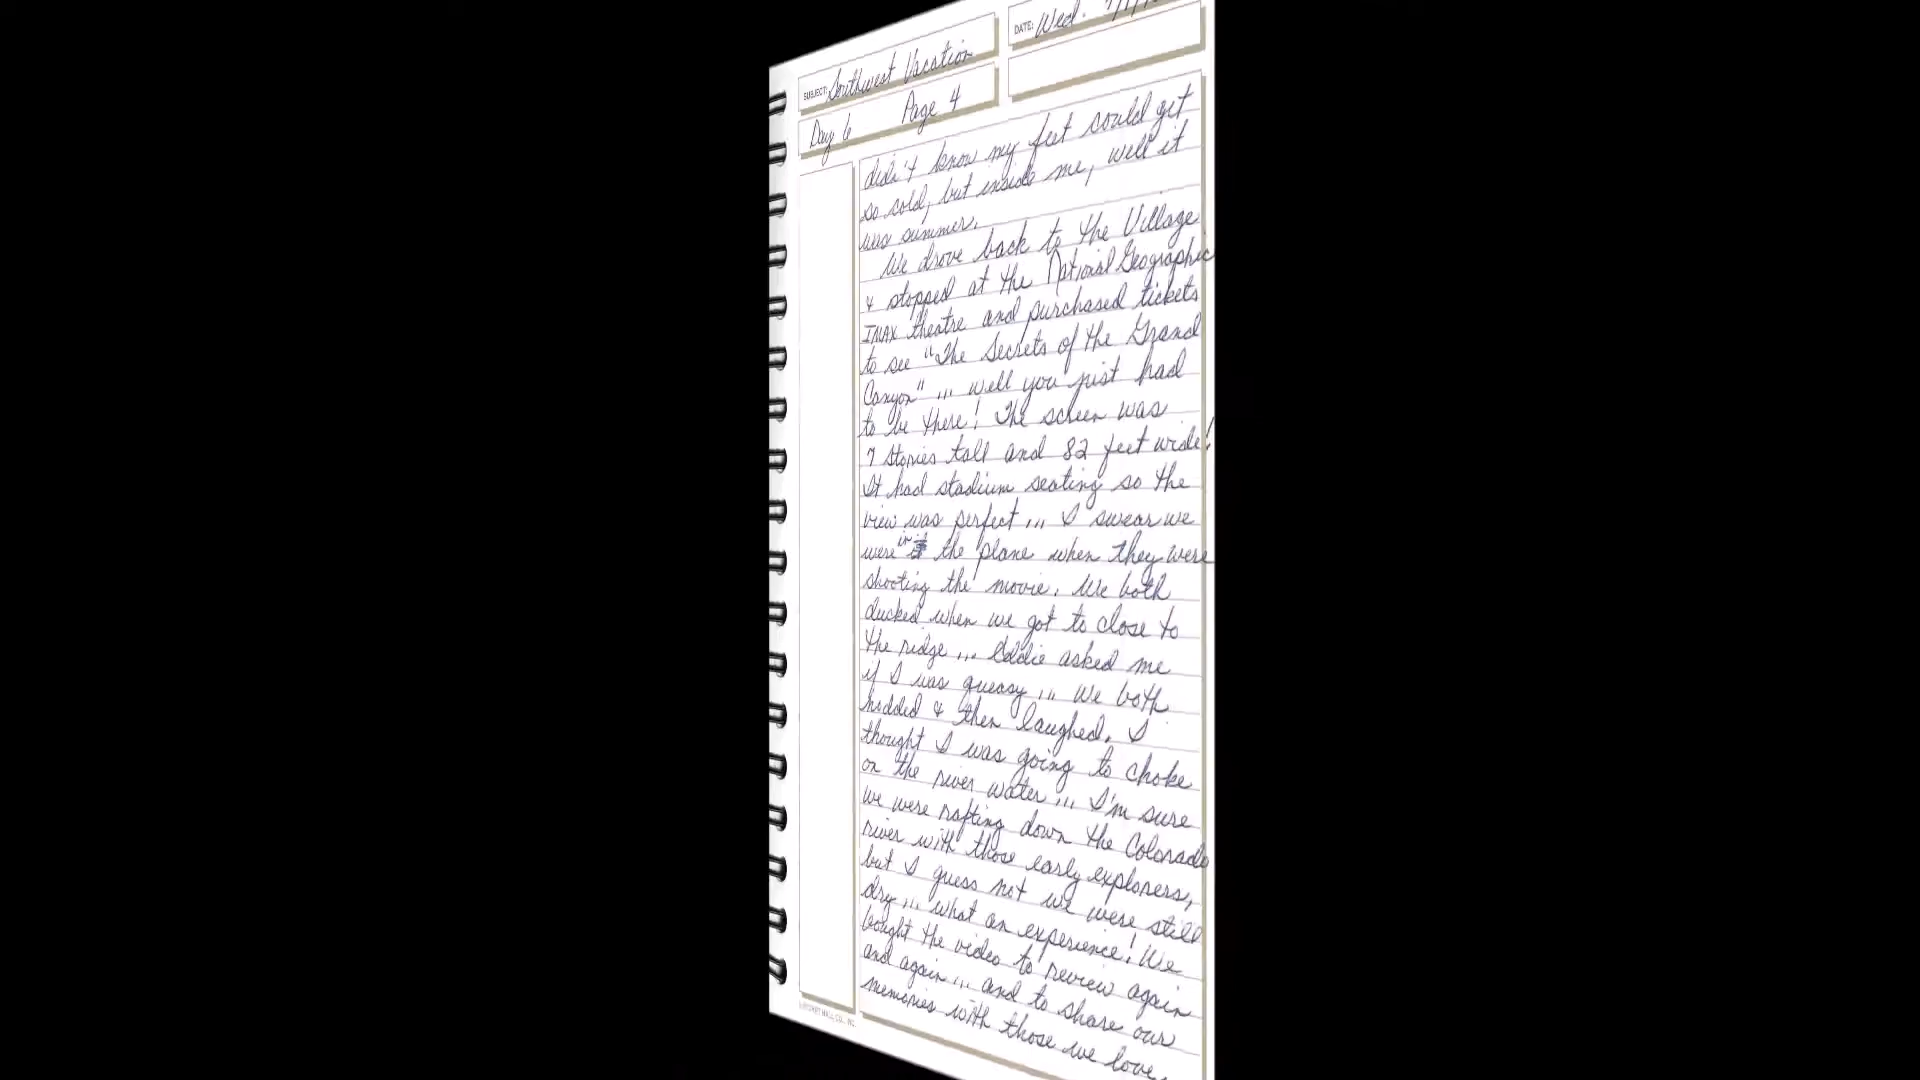 SUBJECT: Southwest Vacation
DATE: Wed.
Day 6 Page 4
didn't know my feet could get
so cold, but inside me, well it
was summer.
We drove back to the Village
& stopped at the National Geographic
IMAX theatre and purchased tickets
to see "The Secrets of the Grand
Canyon" ... well you just had
to be there! The screen was
7 Stories tall and 82 feet wide!
It had stadium seating so the
view was perfect... I swear we
were in the plane when they were
shooting the movie. We both
ducked when we got to close to
the ridge ... Eddie asked me
if I was queasy ... We both
nodded & then laughed. I
thought I was going to choke
on the river water ... I'm sure
we were rafting down the Colorado
river with those early explorers,
but I guess not we were still
dry ... what an experience! We
bought the video to review again
and again ... and to share our
memories with those we love.